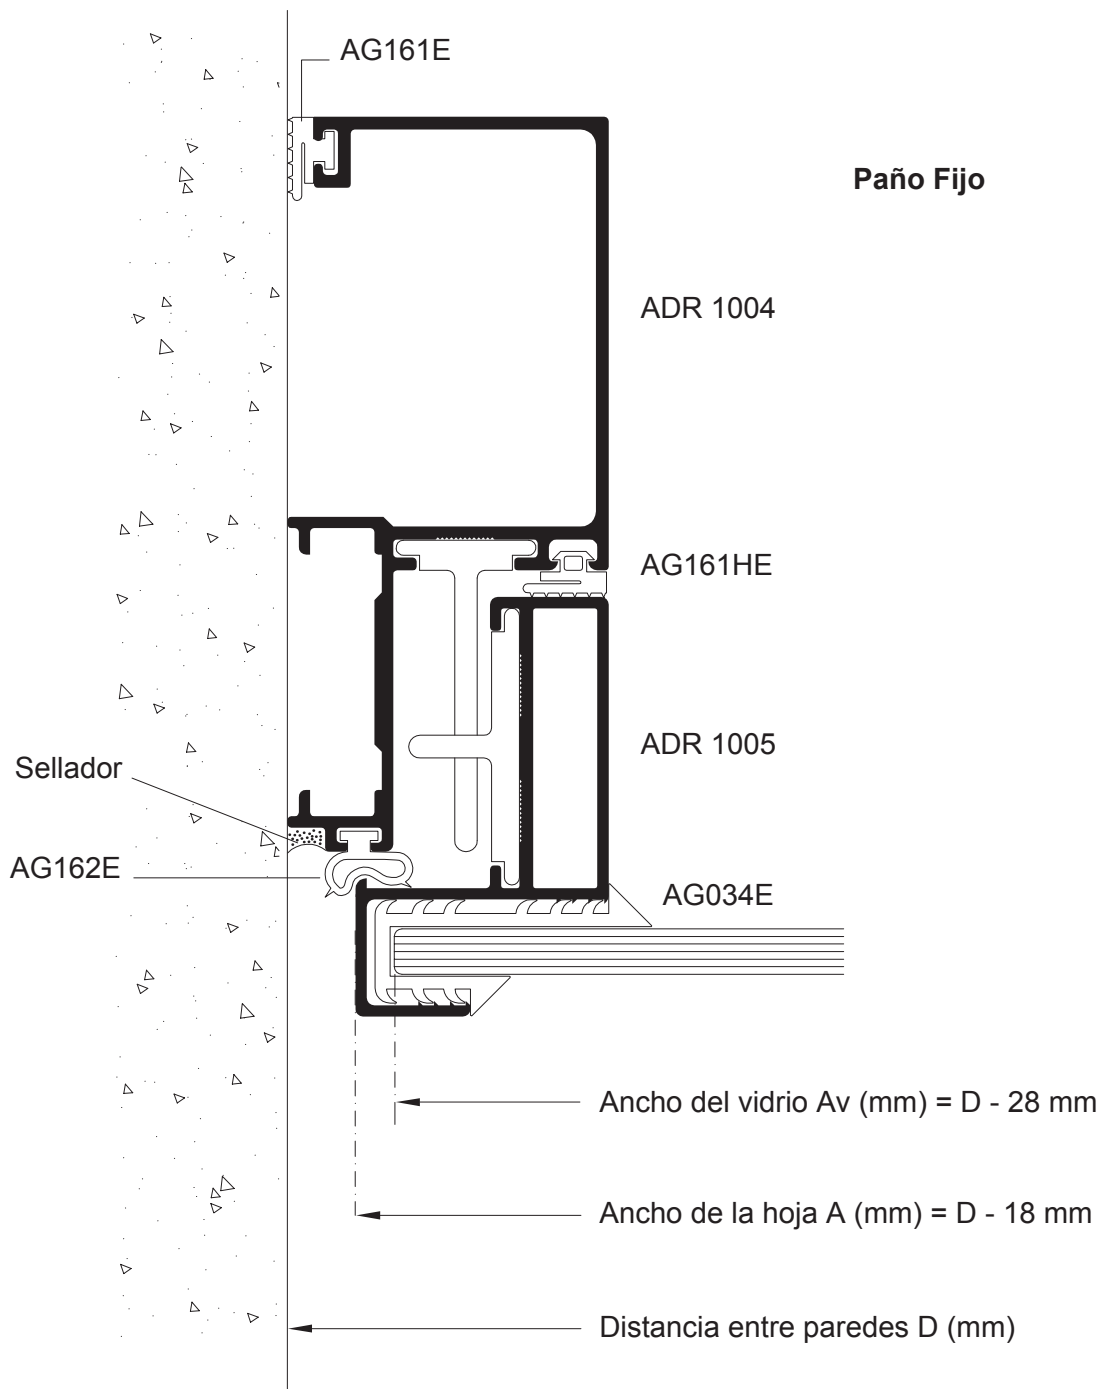 AG161E
Paño Fijo
ADR 1004
AG161HE
ADR 1005
Sellador
AG162E
AG034E
Ancho del vidrio Av (mm) = D - 28 mm
Ancho de la hoja A (mm) = D - 18 mm
Distancia entre paredes D (mm)